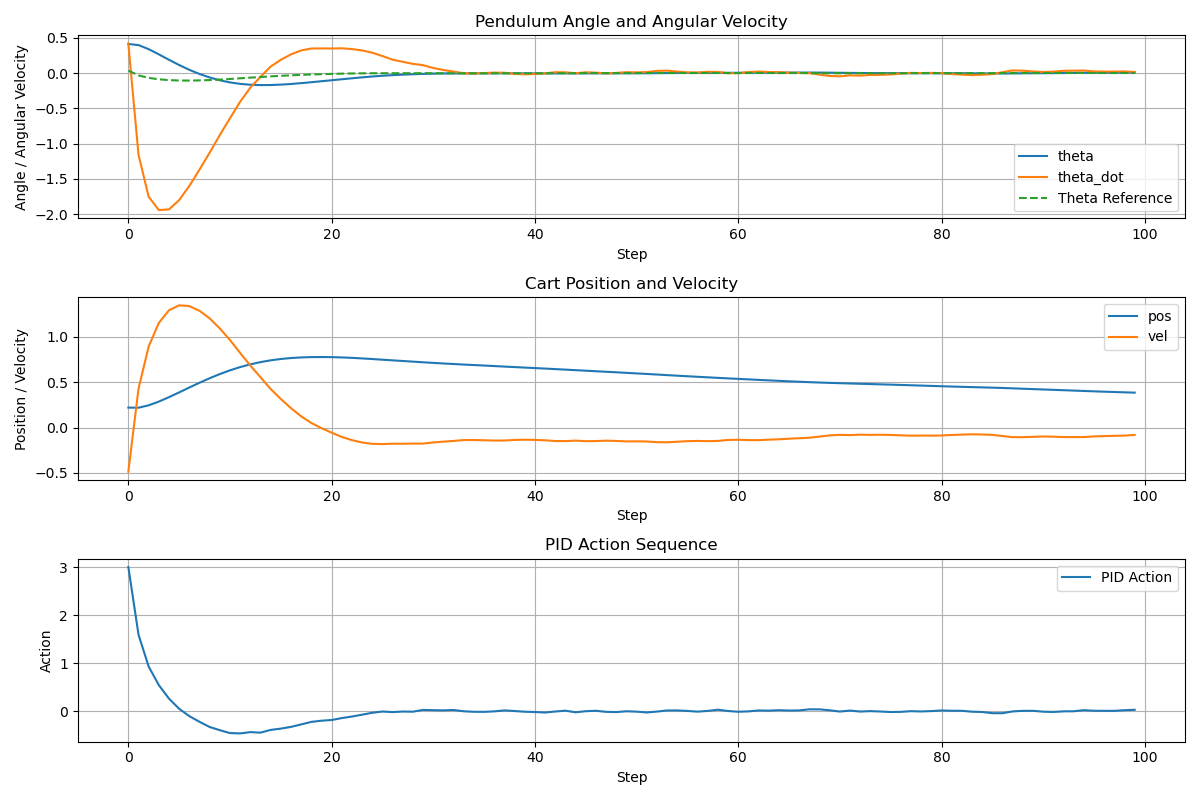 Pendulum Angle and Angular Velocity
Angle / Angular Velocity
0.5
0.0
−0.5
−1.0
−1.5
−2.0
theta
theta_dot
Theta Reference
0 20 40 60 80 100
Step
Cart Position and Velocity
Position / Velocity
1.0
0.5
0.0
−0.5
pos
vel
0 20 40 60 80 100
Step
PID Action Sequence
Action
3
2
1
0
PID Action
0 20 40 60 80 100
Step